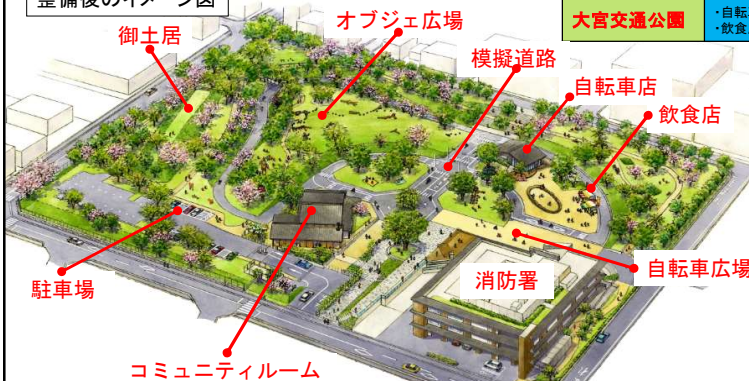 整備後のイメージ図
大宮交通公園
・自転
・飲食
オブジェ広場
御土居
模擬道路
自転車店
飲食店
消防署
自転車広場
駐車場
コミュニティルーム